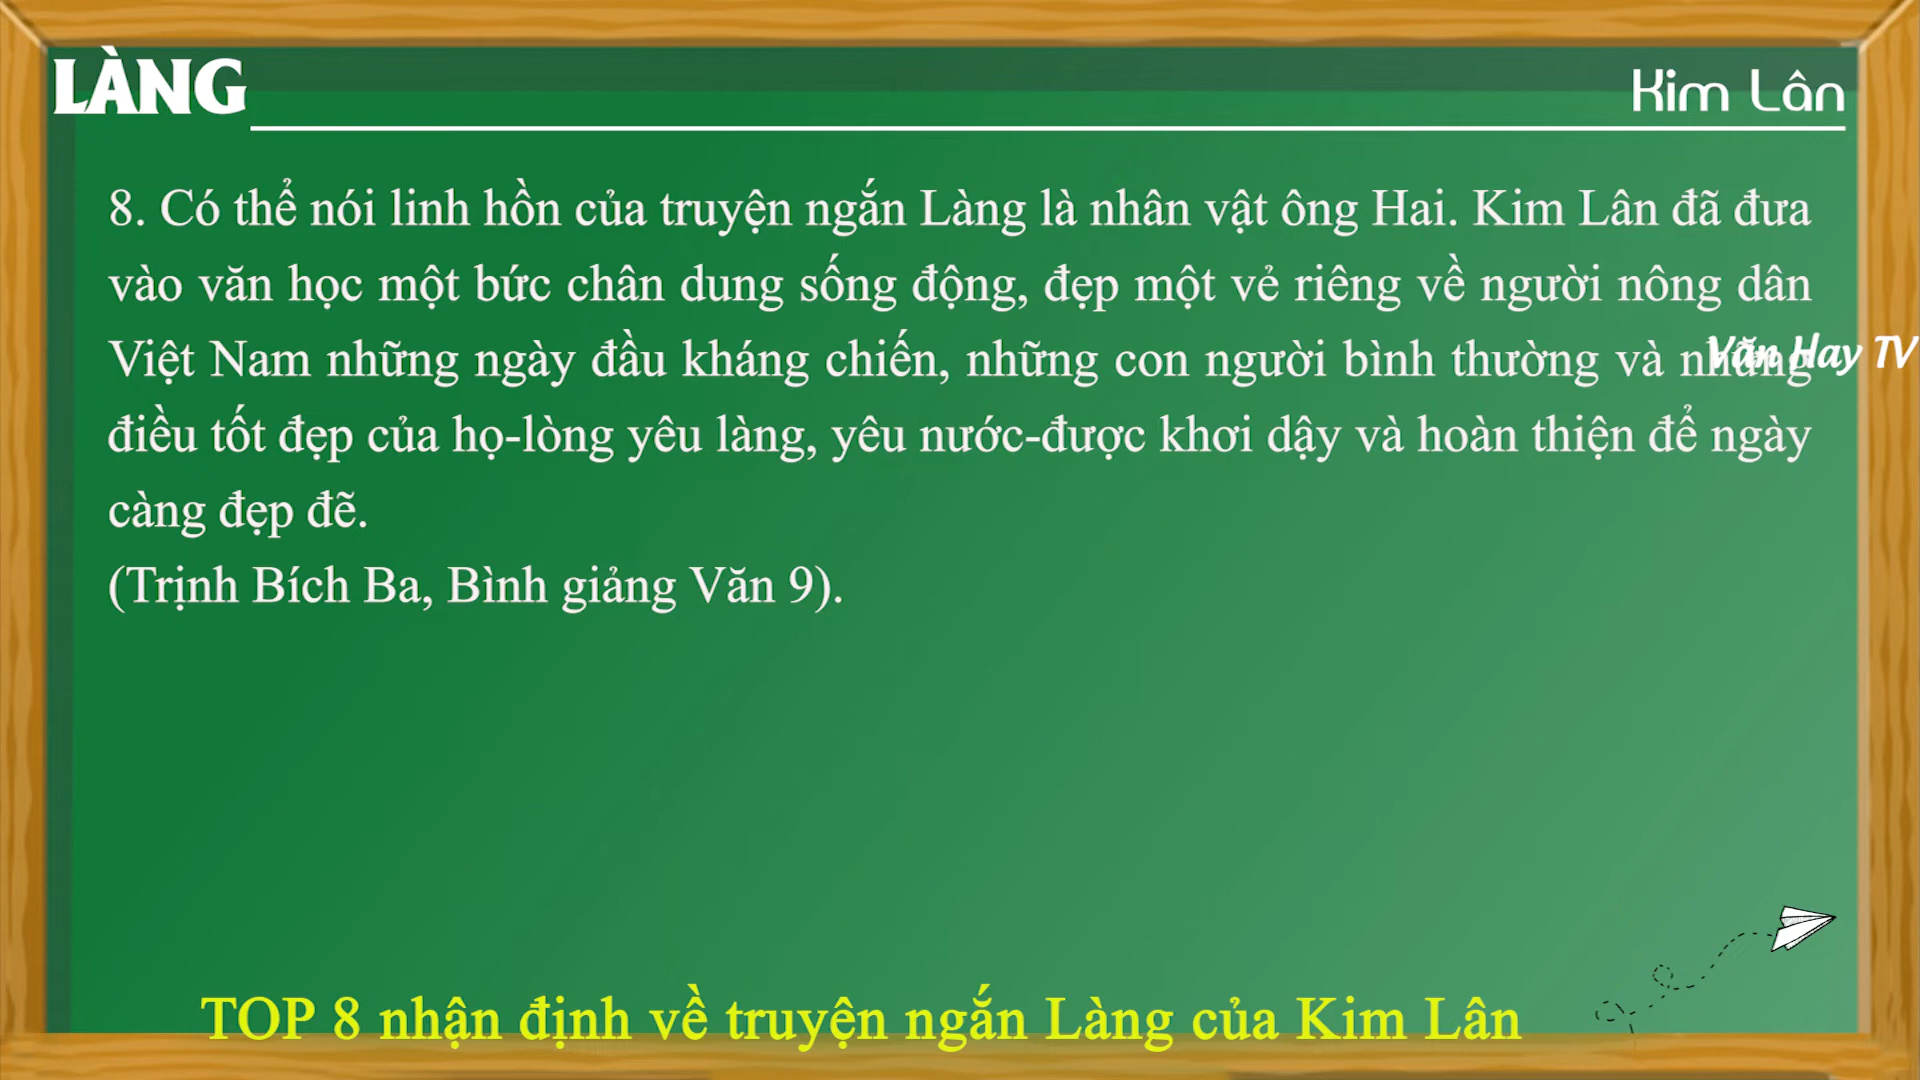 LÀNG
Kim Lân
8. Có thể nói linh hồn của truyện ngắn Làng là nhân vật ông Hai. Kim Lân đã đưa
vào văn học một bức chân dung sống động, đẹp một vẻ riêng về người nông dân
Việt Nam những ngày đầu kháng chiến, những con người bình thường và những
Văn Hay TV
điều tốt đẹp của họ-lòng yêu làng, yêu nước-được khơi dậy và hoàn thiện để ngày
càng đẹp đẽ.
(Trịnh Bích Ba, Bình giảng Văn 9).
TOP 8 nhận định về truyện ngắn Làng của Kim Lân